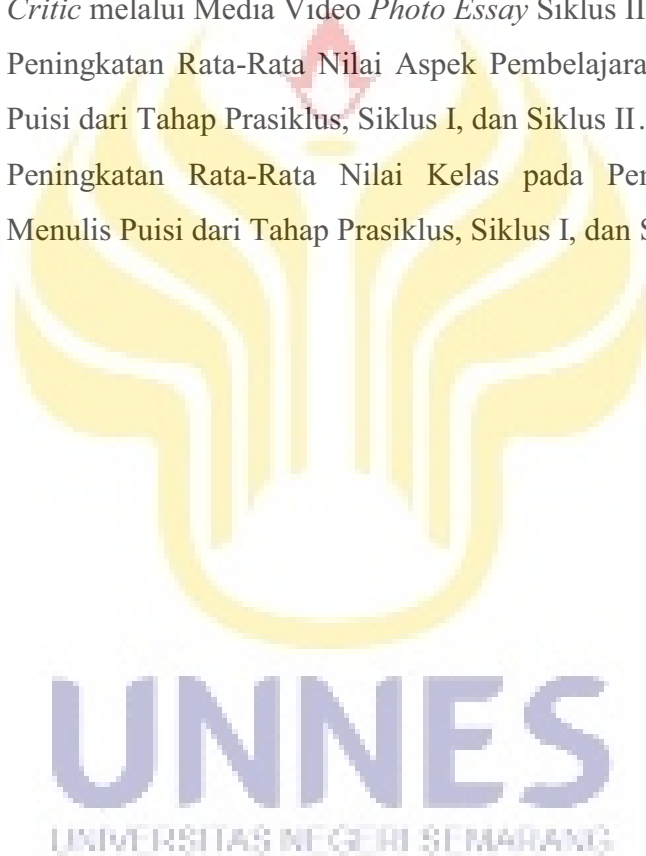 Critic melalui Media Video Photo Essay Siklus II
Peningkatan Rata-Rata Nilai Aspek Pembelajara
Puisi dari Tahap Prasiklus, Siklus I, dan Siklus II.
Peningkatan Rata-Rata Nilai Kelas pada Per
Menulis Puisi dari Tahap Prasiklus, Siklus I, dan S
UNNES
UNIVERSITAS NEGERI SEMARANG